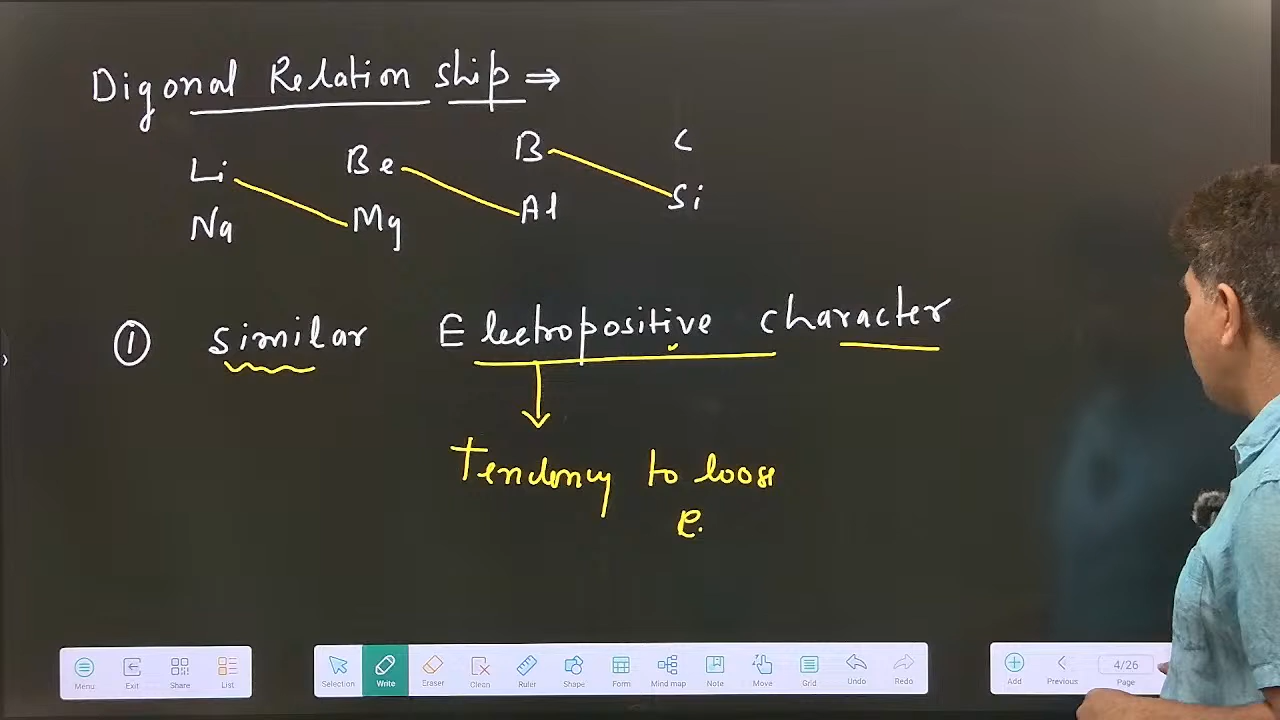 Digonal Relation ship ⇒
Li Be B C
Na Mg Al Si
① similar Electropositive character
Tendency to loose
e.
Menu Exit Share List Selection Write Eraser Clean Ruler Shape Form Mind map Note Move Grid Undo Redo Add Previous 4/26 Page